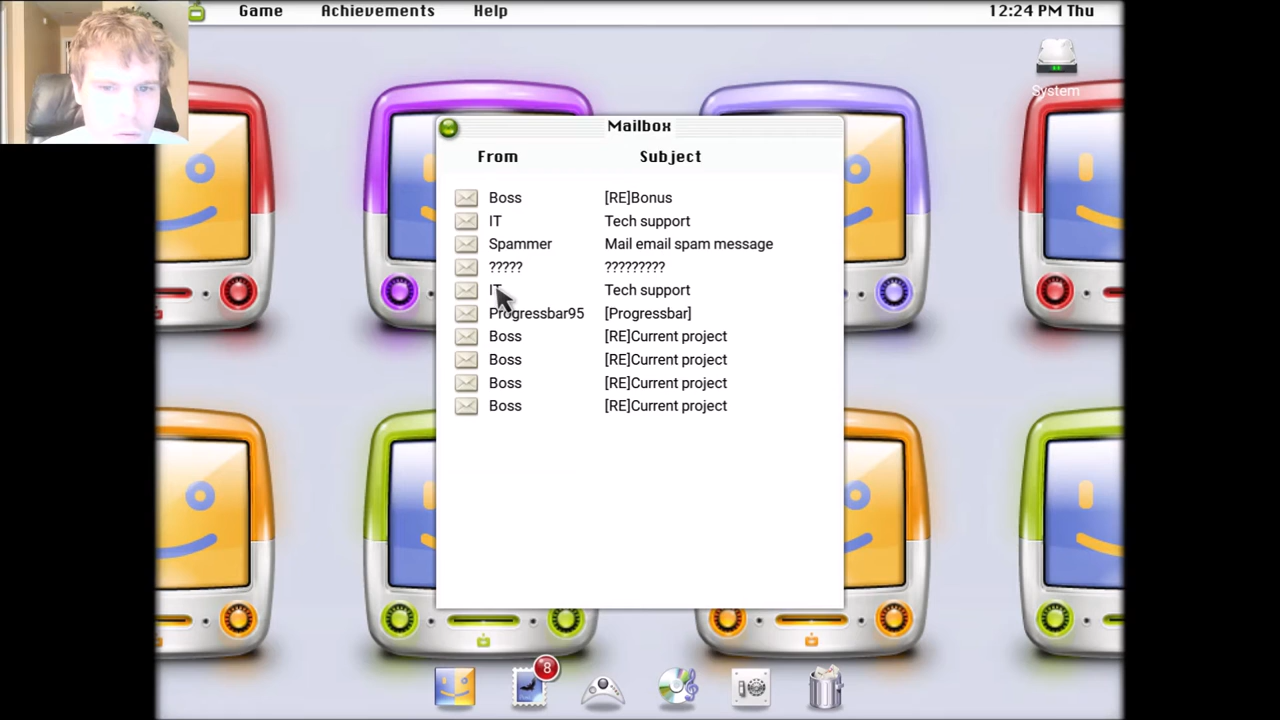 Game Achievements Help 12:24 PM Thu
System
Mailbox
From Subject
Boss [RE]Bonus
IT Tech support
Spammer Mail email spam message
????? ?????????
IT Tech support
Progressbar95 [Progressbar]
Boss [RE]Current project
Boss [RE]Current project
Boss [RE]Current project
Boss [RE]Current project
8